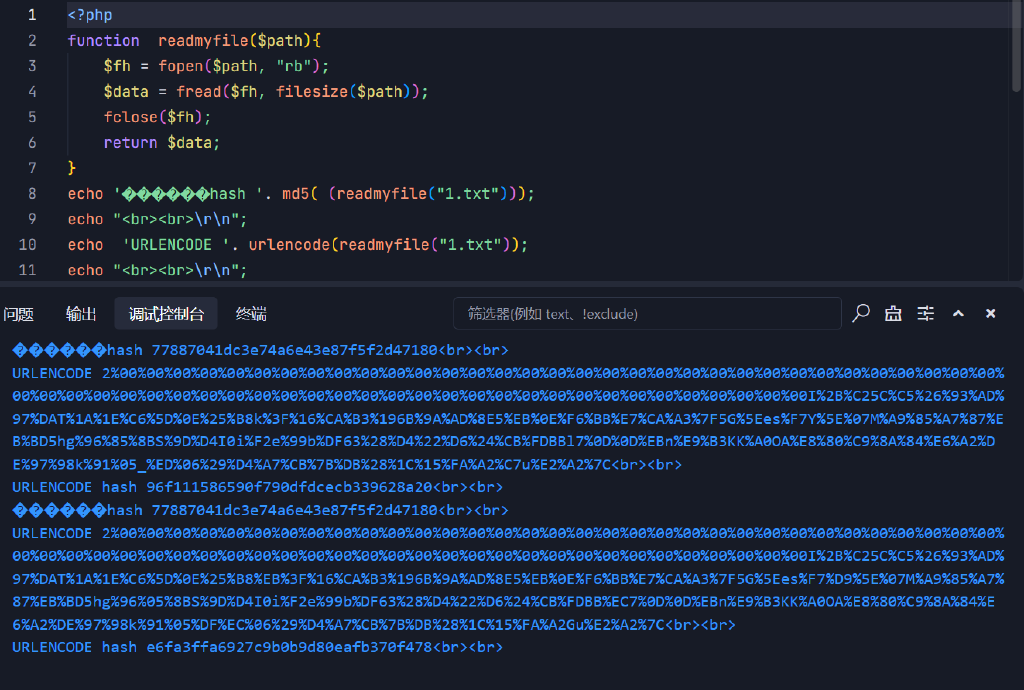 1 <?php
2 function  readmyfile($path){
3 $fh = fopen($path, "rb");
4 $data = fread($fh, filesize($path));
5 fclose($fh);
6 return $data;
7 }
8 echo '������hash '. md5( (readmyfile("1.txt")));
9 echo "<br><br>\r\n";
10 echo  'URLENCODE '. urlencode(readmyfile("1.txt"));
11 echo "<br><br>\r\n";
问题 输出 调试控制台 终端 筛选器(例如 text、!exclude)
������hash 77887041dc3e74a6e43e87f5f2d47180<br><br>
URLENCODE 2%00%00%00%00%00%00%00%00%00%00%00%00%00%00%00%00%00%00%00%00%00%00%00%00%00%00%00%00%00%00%00%00%00%
00%00%00%00%00%00%00%00%00%00%00%00%00%00%00%00%00%00%00%00%00%00%00%00%00%00%00%00%00%00I%2B%C25C%C5%26%93%AD%
97%DAT%1A%1E%C6%5D%0E%25%B8k%3F%16%CA%B3%196B%9A%AD%8E5%EB%0E%F6%BB%E7%CA%A3%7F5G%5Ees%F7Y%5E%07M%A9%85%A7%87%E
B%BD5hg%96%85%8BS%9D%D4I0i%F2e%99b%DF63%28%D4%22%D6%24%CB%FDBBl7%0D%0D%EBn%E9%B3KK%A0OA%E8%80%C9%8A%84%E6%A2%D
E%97%98k%91%05_%ED%06%29%D4%A7%CB%7B%DB%28%1C%15%FA%A2%C7u%E2%A2%7C<br><br>
URLENCODE hash 96f111586590f790dfdcecb339628a20<br><br>
������hash 77887041dc3e74a6e43e87f5f2d47180<br><br>
URLENCODE 2%00%00%00%00%00%00%00%00%00%00%00%00%00%00%00%00%00%00%00%00%00%00%00%00%00%00%00%00%00%00%00%00%00%
00%00%00%00%00%00%00%00%00%00%00%00%00%00%00%00%00%00%00%00%00%00%00%00%00%00%00%00%00%00I%2B%C25C%C5%26%93%AD%
97%DAT%1A%1E%C6%5D%0E%25%B8%EB%3F%16%CA%B3%196B%9A%AD%8E5%EB%0E%F6%BB%E7%CA%A3%7F5G%5Ees%F7%D9%5E%07M%A9%85%A7%
87%EB%BD5hg%96%05%8BS%9D%D4I0i%F2e%99b%DF63%28%D4%22%D6%24%CB%FDBB%EC7%0D%0D%EBn%E9%B3KK%A0OA%E8%80%C9%8A%84%E
6%A2%DE%97%98k%91%05%DF%EC%06%29%D4%A7%CB%7B%DB%28%1C%15%FA%A2Gu%E2%A2%7C<br><br>
URLENCODE hash e6fa3ffa6927c9b0b9d80eafb370f478<br><br>